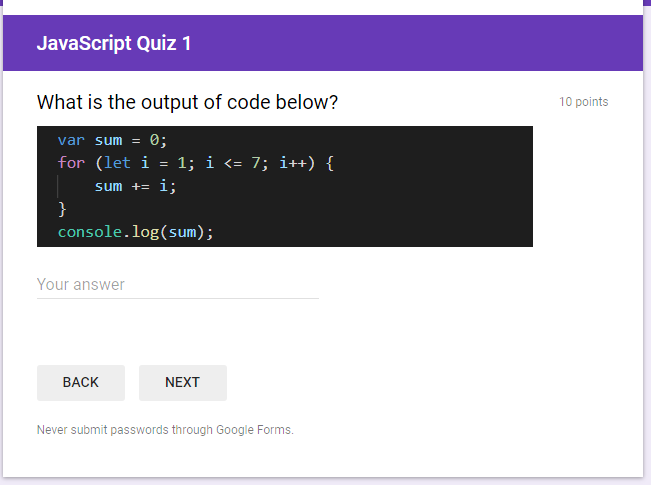 JavaScript Quiz 1
What is the output of code below?
10 points
var sum = 0;
for (let i = 1; i <= 7; i++) {
    sum += i;
}
console.log(sum);
Your answer
BACK
NEXT
Never submit passwords through Google Forms.